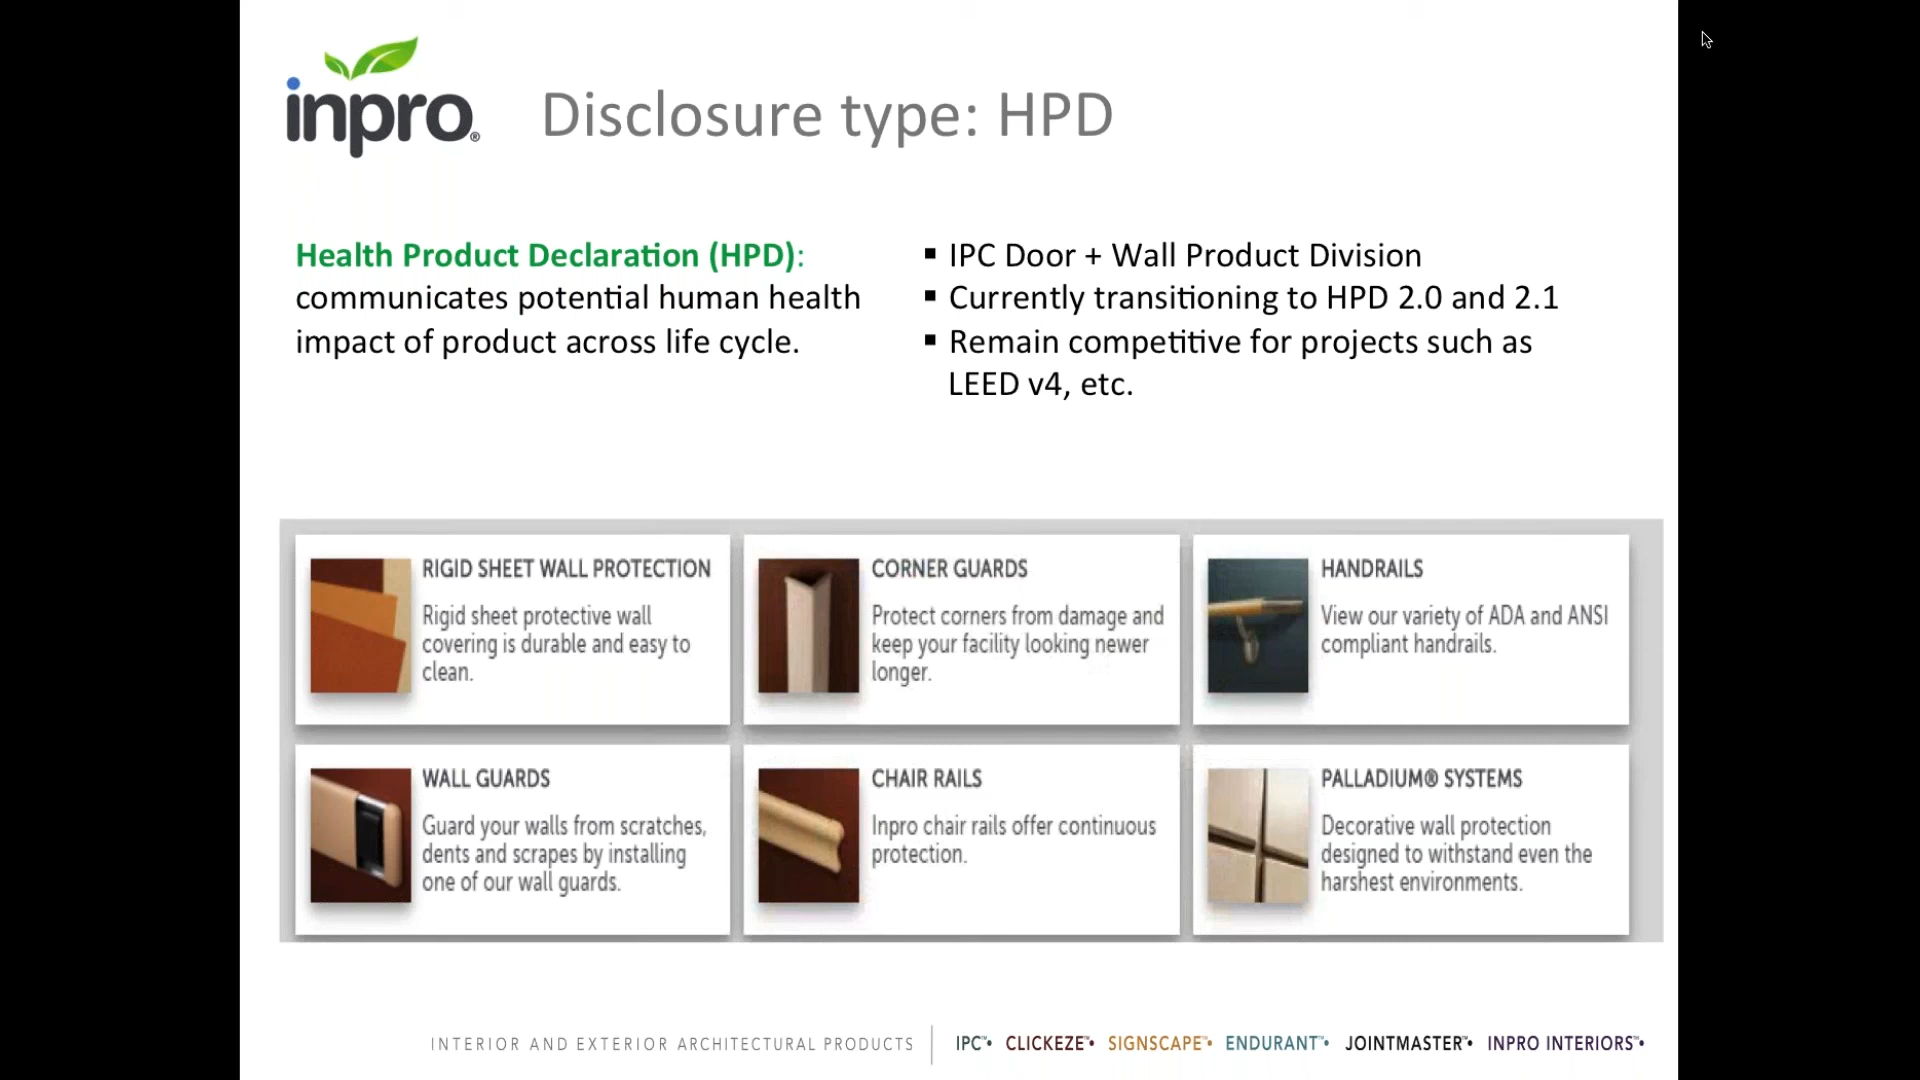 inpro®
Disclosure type: HPD
Health Product Declaration (HPD):
communicates potential human health
impact of product across life cycle.
▪ IPC Door + Wall Product Division
▪ Currently transitioning to HPD 2.0 and 2.1
▪ Remain competitive for projects such as
LEED v4, etc.
RIGID SHEET WALL PROTECTION
Rigid sheet protective wall
covering is durable and easy to
clean.
CORNER GUARDS
Protect corners from damage and
keep your facility looking newer
longer.
HANDRAILS
View our variety of ADA and ANSI
compliant handrails.
WALL GUARDS
Guard your walls from scratches,
dents and scrapes by installing
one of our wall guards.
CHAIR RAILS
Inpro chair rails offer continuous
protection.
PALLADIUM® SYSTEMS
Decorative wall protection
designed to withstand even the
harshest environments.
INTERIOR AND EXTERIOR ARCHITECTURAL PRODUCTS | IPC™• CLICKEZE™• SIGNSCAPE™• ENDURANT™• JOINTMASTER™• INPRO INTERIORS™•